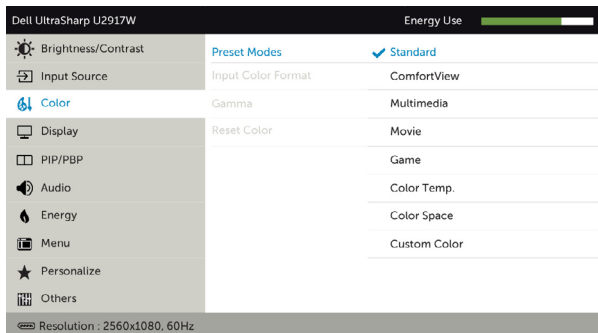 Dell UltraSharp U2917W Energy Use
Brightness/Contrast
Input Source
Color
Display
PIP/PBP
Audio
Energy
Menu
Personalize
Others
Preset Modes
Input Color Format
Gamma
Reset Color
Standard
ComfortView
Multimedia
Movie
Game
Color Temp.
Color Space
Custom Color
Resolution : 2560x1080, 60Hz